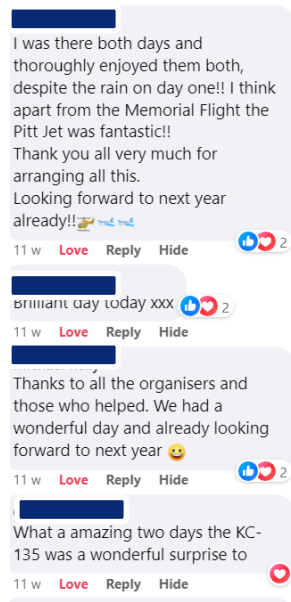 I was there both days and
thoroughly enjoyed them both,
despite the rain on day one!! I think
apart from the Memorial Flight the
Pitt Jet was fantastic!!
Thank you all very much for
arranging all this.
Looking forward to next year
already!!🚁🛩️🛩️
2
11 w Love Reply Hide
Brilliant day today xxx
2
11 w Love Reply Hide
Thanks to all the organisers and
those who helped. We had a
wonderful day and already looking
forward to next year 😀
2
11 w Love Reply Hide
What a amazing two days the KC-
135 was a wonderful surprise to
11 w Love Reply Hide